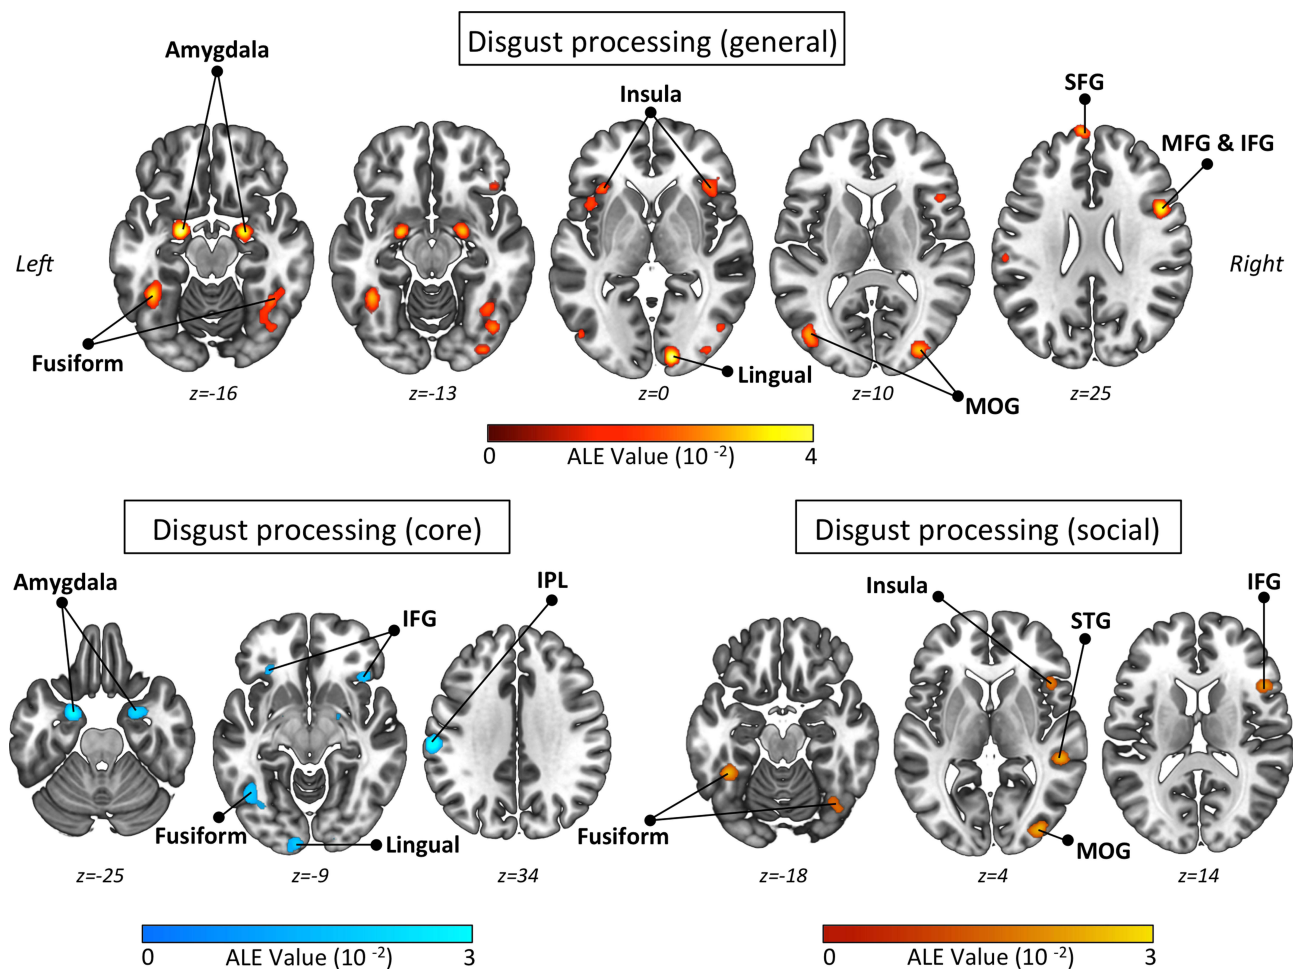 Disgust processing (general)
Amygdala
Insula
SFG
MFG & IFG
Left
Right
Fusiform
Lingual
MOG
z=-16
z=-13
z=0
z=10
z=25
0
ALE Value (10 -2)
4
Disgust processing (core)
Disgust processing (social)
Amygdala
IFG
IPL
Insula
STG
IFG
Fusiform
Lingual
Fusiform
MOG
z=-25
z=-9
z=34
z=-18
z=4
z=14
0
ALE Value (10 -2)
3
0
ALE Value (10 -2)
3